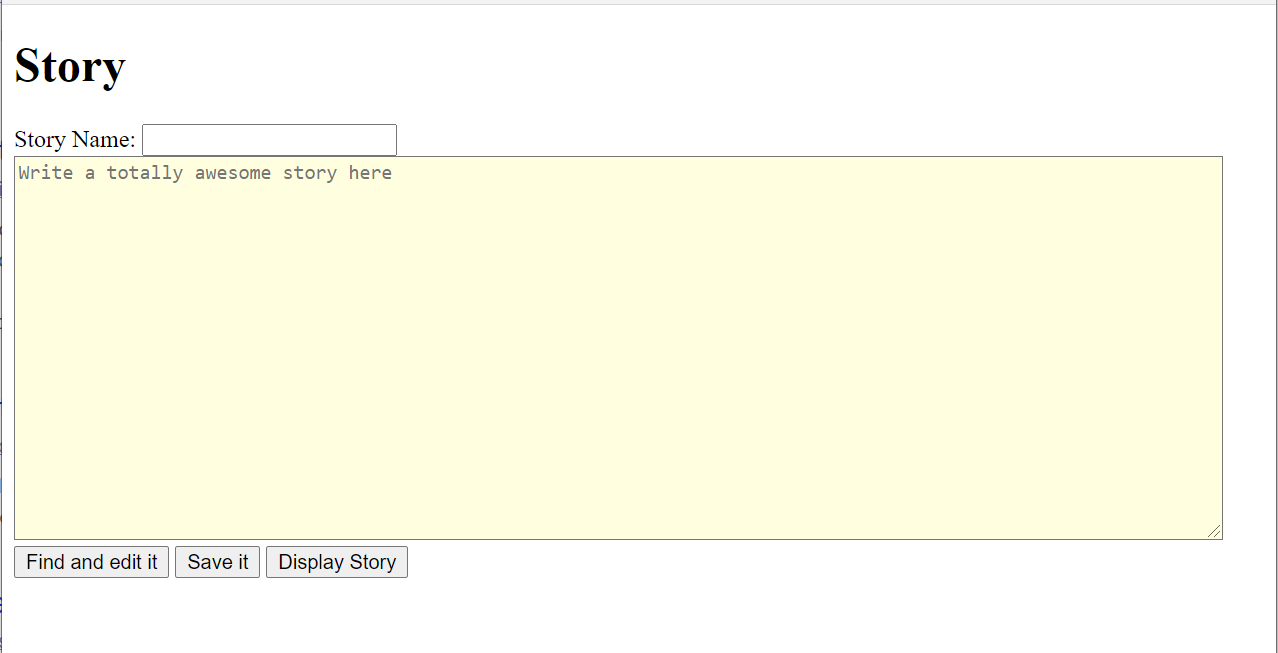 Story
Story Name:
Write a totally awesome story here
Find and edit it Save it Display Story